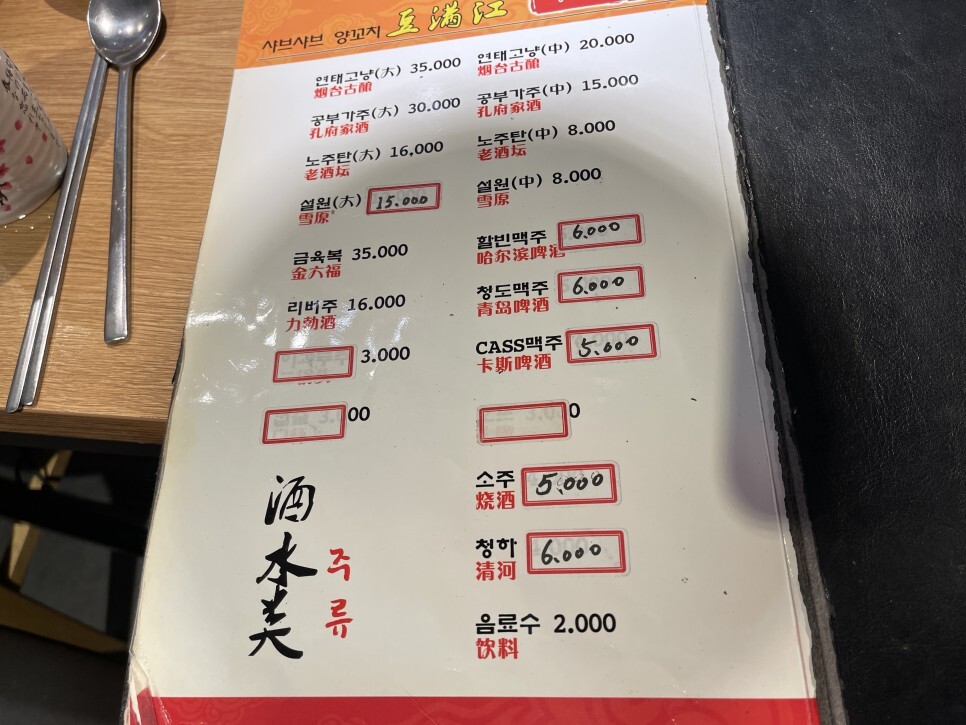 샤브샤브 양꼬치 豆满江
연태고냥(大) 35.000
烟台古酿
공부가주(大) 30.000
孔府家酒
노주탄(大) 16,000
老酒坛
설원(大) 15.000
雪原
금육복 35.000
金六福
리버주 16.000
力勃酒
3.000
00
연태고냥(中) 20.000
烟台古酿
공부가주(中) 15.000
孔府家酒
노주탄(中) 8.000
老酒坛
설원(中) 8.000
雪原
할빈맥주 6.000
哈尔滨啤酒
청도맥주 6.000
青岛啤酒
CASS맥주 5.000
卡斯啤酒
0
소주 5.000
烧酒
청하 6.000
清河
음료수 2.000
饮料
酒水类
주류